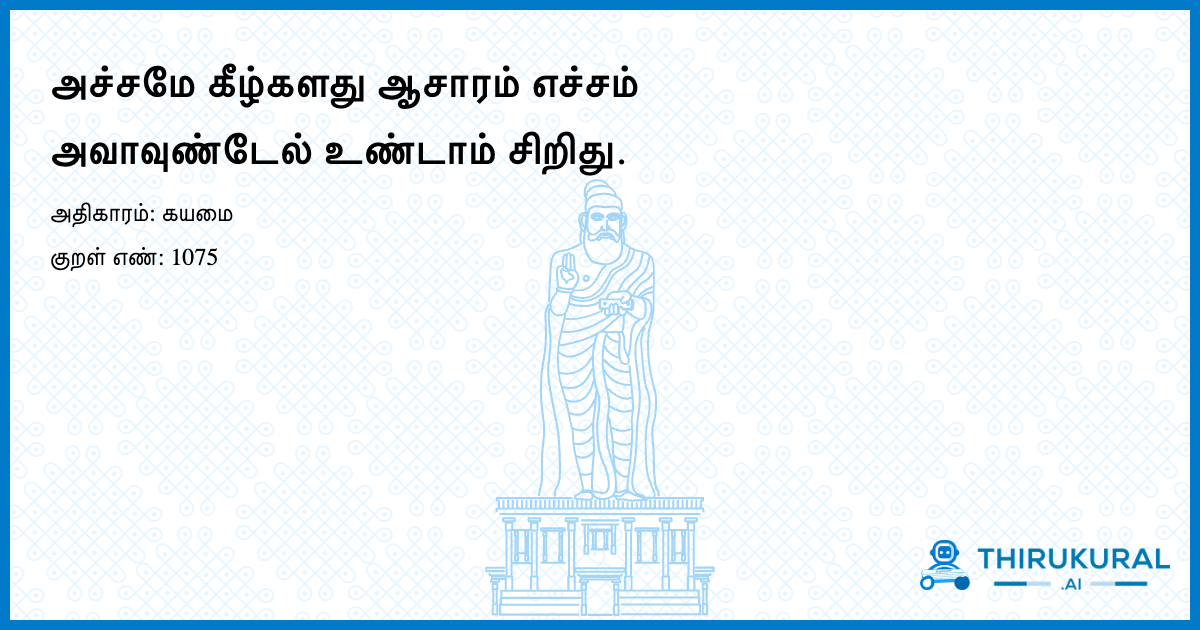 அச்சமே கீழ்களது ஆசாரம் எச்சம்
அவாவுண்டேல் உண்டாம் சிறிது.
அதிகாரம்: கயமை
குறள் எண்: 1075
THIRUKURAL
.AI